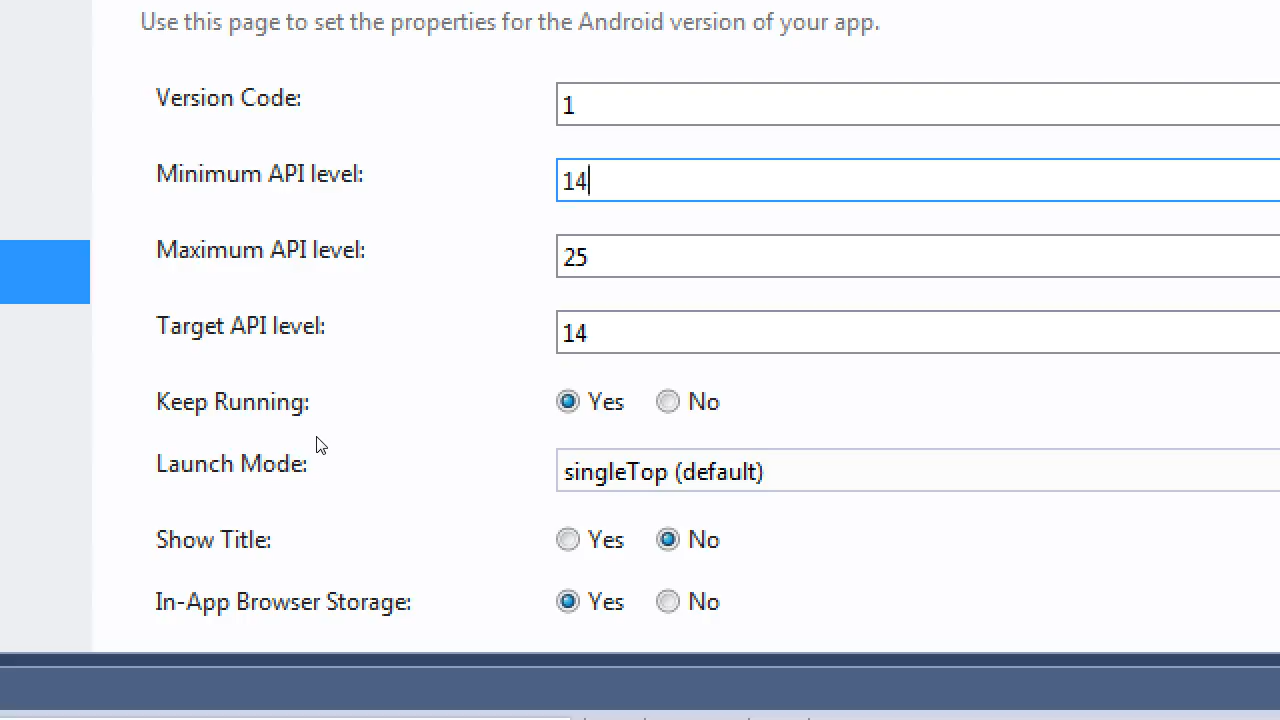 Use this page to set the properties for the Android version of your app.
Version Code: 1
Minimum API level: 14
Maximum API level: 25
Target API level: 14
Keep Running: Yes No
Launch Mode: singleTop (default)
Show Title: Yes No
In-App Browser Storage: Yes No